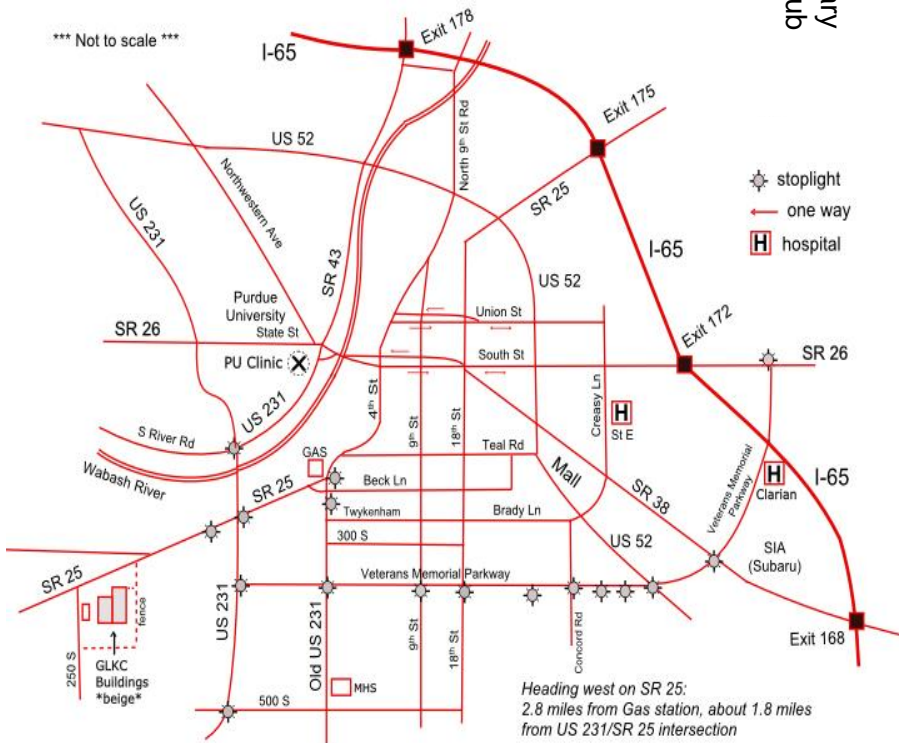 *** Not to scale ***
ary
ub
Exit 178
I-65
Exit 175
US 52
North 9th St Rd
Northwestern Ave
SR 25
stoplight
one way
H hospital
US 231
SR 43
I-65
US 52
Purdue
University
State St
Union St
Exit 172
SR 26
South St
SR 26
PU Clinic X
4th St
Creasy Ln
H
St E
9th St
18th St
US 231
S River Rd
Teal Rd
Mall
GAS
Wabash River
SR 25
Beck Ln
SR 38
Veterans Memorial
Parkway
H
Clarian
I-65
Twykenham
Brady Ln
300 S
US 52
SIA
(Subaru)
Veterans Memorial Parkway
SR 25
fence
US 231
Old US 231
9th St
18th St
Concord Rd
Exit 168
250 S
GLKC
Buildings
*beige*
MHS
500 S
Heading west on SR 25:
2.8 miles from Gas station, about 1.8 miles
from US 231/SR 25 intersection